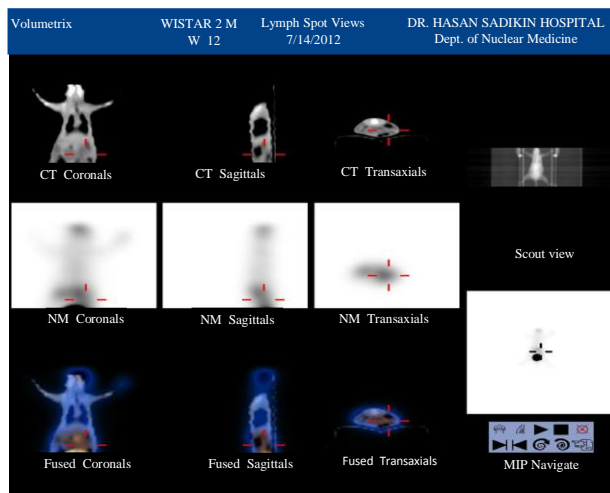 Volumetrix
WISTAR 2 M
W 12
Lymph Spot Views
7/14/2012
DR. HASAN SADIKIN HOSPITAL
Dept. of Nuclear Medicine
CT Coronals
CT Sagittals
CT Transaxials
Scout view
NM Coronals
NM Sagittals
NM Transaxials
Fused Coronals
Fused Sagittals
Fused Transaxials
MIP Navigate